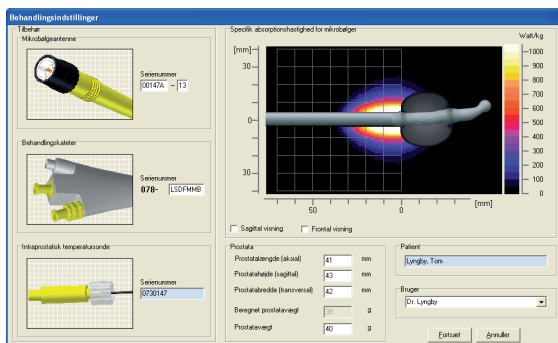 Behandlingsindstillinger
Tilbehør
Mikrobølgeantenne
Serienummer
00147A - 13
Behandlingskateter
Serienummer
078- LSDFMMB
Intraprostatisk temperatursonde
Serienummer
0730147
Specifik absorptionshastighed for mikrobølger
Watt/kg
[mm]
30
0
30
50
0
[mm]
1000
900
800
700
600
500
400
300
200
100
0
Sagittal visning
Frontal visning
Prostata
Prostatalængde (aksial) 41 mm
Prostatahøjde (sagittal) 43 mm
Prostatabredde (transversal) 42 mm
Beregnet prostatavægt 39 g
Prostatavægt 40 g
Patient
Lyngby, Tom
Bruger
Dr. Lyngby
Fortsæt
Annuller